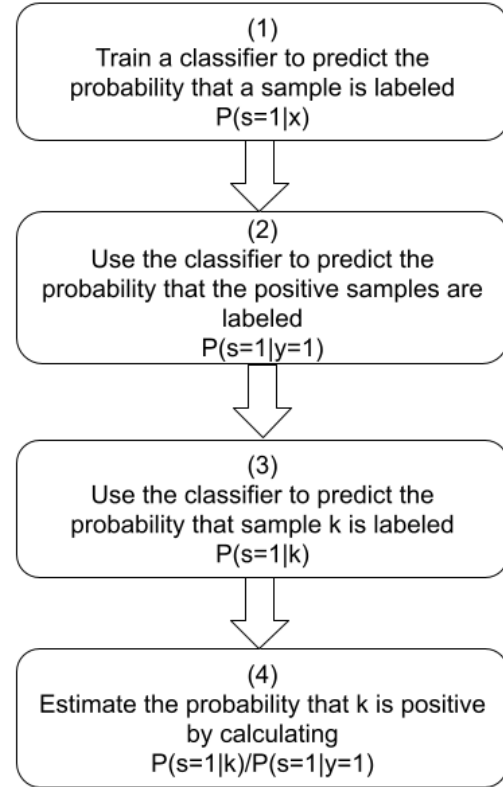 (1)
Train a classifier to predict the
probability that a sample is labeled
P(s=1|x)
(2)
Use the classifier to predict the
probability that the positive samples are
labeled
P(s=1|y=1)
(3)
Use the classifier to predict the
probability that sample k is labeled
P(s=1|k)
(4)
Estimate the probability that k is positive
by calculating
P(s=1|k)/P(s=1|y=1)